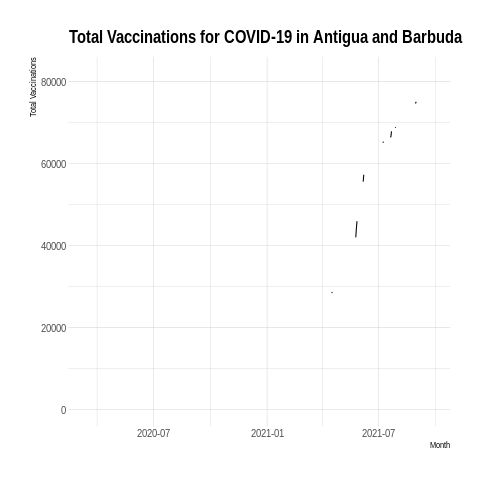 Total Vaccinations for COVID-19 in Antigua and Barbuda
Total Vaccinations
80000
60000
40000
20000
0
2020-07 2021-01 2021-07
Month